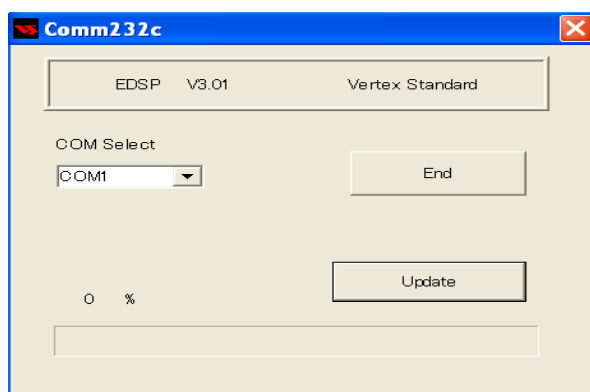 Comm232c
EDSP V3.01 Vertex Standard
COM Select
COM1
End
Update
0 %